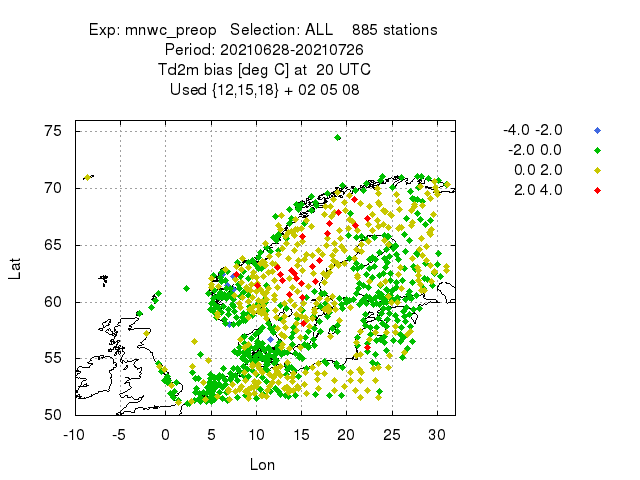 Exp: mnwc_preop Selection: ALL 885 stations
Period: 20210628-20210726
Td2m bias [deg C] at 20 UTC
Used {12,15,18} + 02 05 08
-4.0 -2.0
-2.0 0.0
0.0 2.0
2.0 4.0
75
70
65
60
55
50
Lat
-10 -5 0 5 10 15 20 25 30
Lon